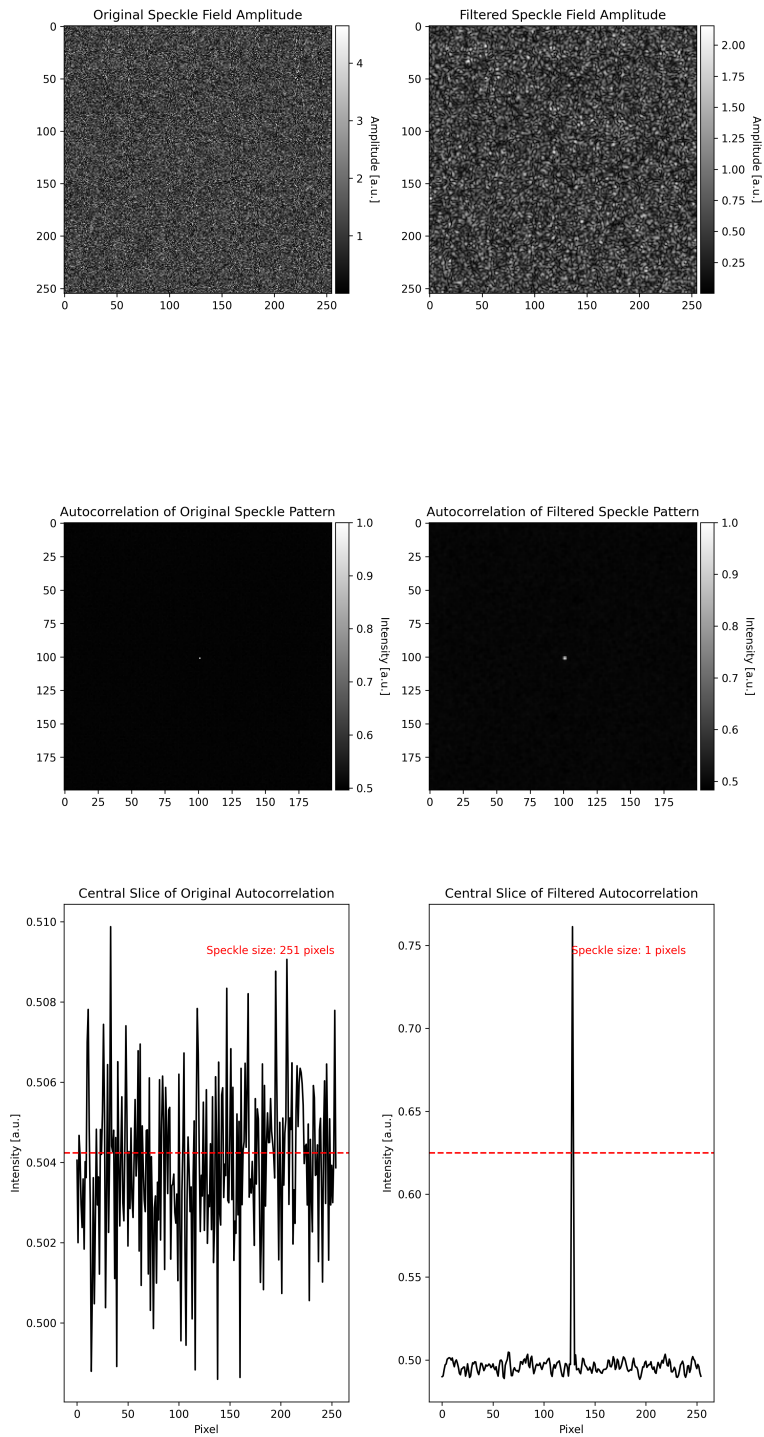 Original Speckle Field Amplitude
0
50
100
150
200
250
0 50 100 150 200 250
4
3
2
1
Amplitude [a.u.]
Filtered Speckle Field Amplitude
0
50
100
150
200
250
0 50 100 150 200 250
2.00
1.75
1.50
1.25
1.00
0.75
0.50
0.25
Amplitude [a.u.]
Autocorrelation of Original Speckle Pattern
0
25
50
75
100
125
150
175
0 25 50 75 100 125 150 175
1.0
0.9
0.8
0.7
0.6
0.5
Intensity [a.u.]
Autocorrelation of Filtered Speckle Pattern
0
25
50
75
100
125
150
175
0 25 50 75 100 125 150 175
1.0
0.9
0.8
0.7
0.6
0.5
Intensity [a.u.]
Central Slice of Original Autocorrelation
Speckle size: 251 pixels
0.510
0.508
0.506
0.504
0.502
0.500
Intensity [a.u.]
0 50 100 150 200 250
Pixel
Central Slice of Filtered Autocorrelation
Speckle size: 1 pixels
0.75
0.70
0.65
0.60
0.55
0.50
Intensity [a.u.]
0 50 100 150 200 250
Pixel